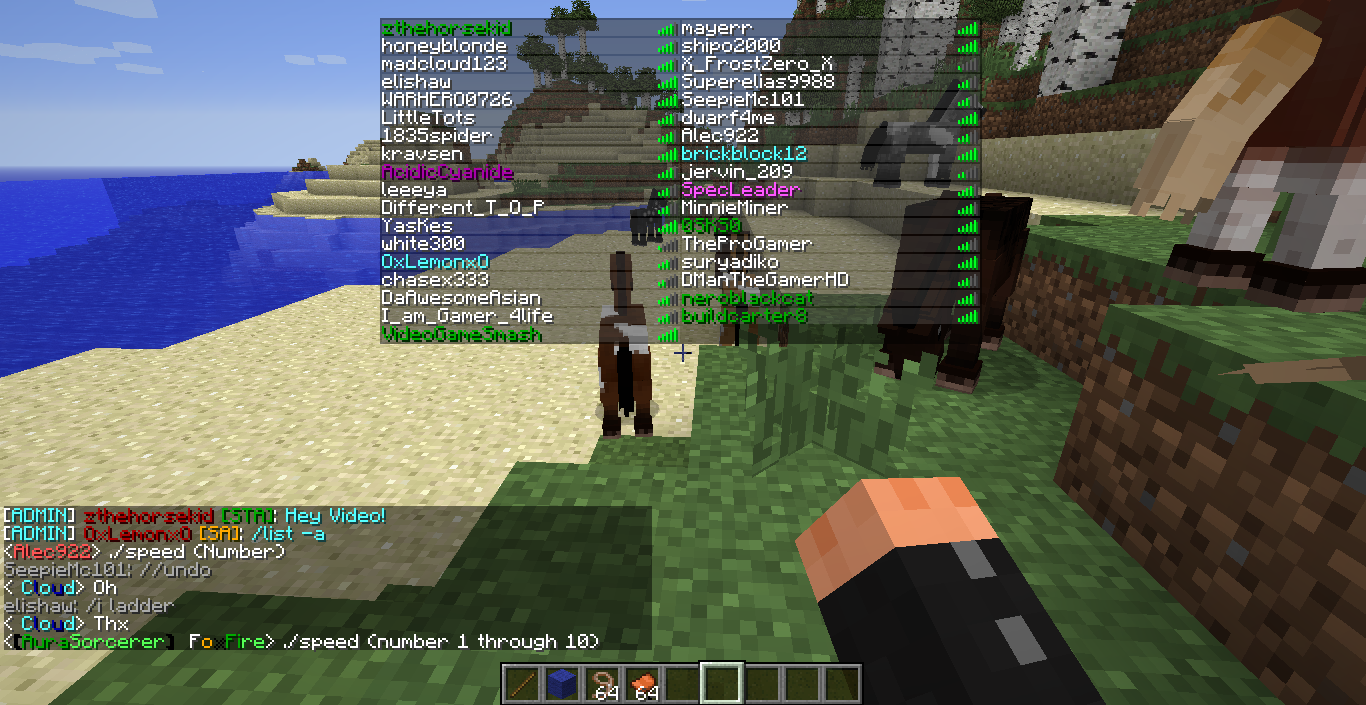 zthehorsekid mayerr
honeyblonde shipo2000
madcloud123 X_FrostZero_X
elishaw Superelias9988
WARHERO0726 SeepieMc101
LittleTots dwarf4me
1835spider Alec922
kravsen brickblock12
AcidicCyanide jervin_209
leeeya SpecLeader
Different_T_O_P MinnieMiner
YasKes 0SKS0
white300 TheProGamer
0xLemonx0 suryadiko
chasex333 DManTheGamerHD
DaAwesomeAsian neroblackcat
I_am_Gamer_4life buildcarter8
VideoGameSmash
[ADMIN] zthehorsekid [STA]: Hey Video!
[ADMIN] 0xLemonx0 [SA]: /list -a
<Alec922> ./speed (Number)
SeepieMc101: //undo
< Cloud> Oh
elishaw: /i ladder
< Cloud> Thx
<[AuraSorcerer] FoxFire> ./speed (number 1 through 10)
64 64